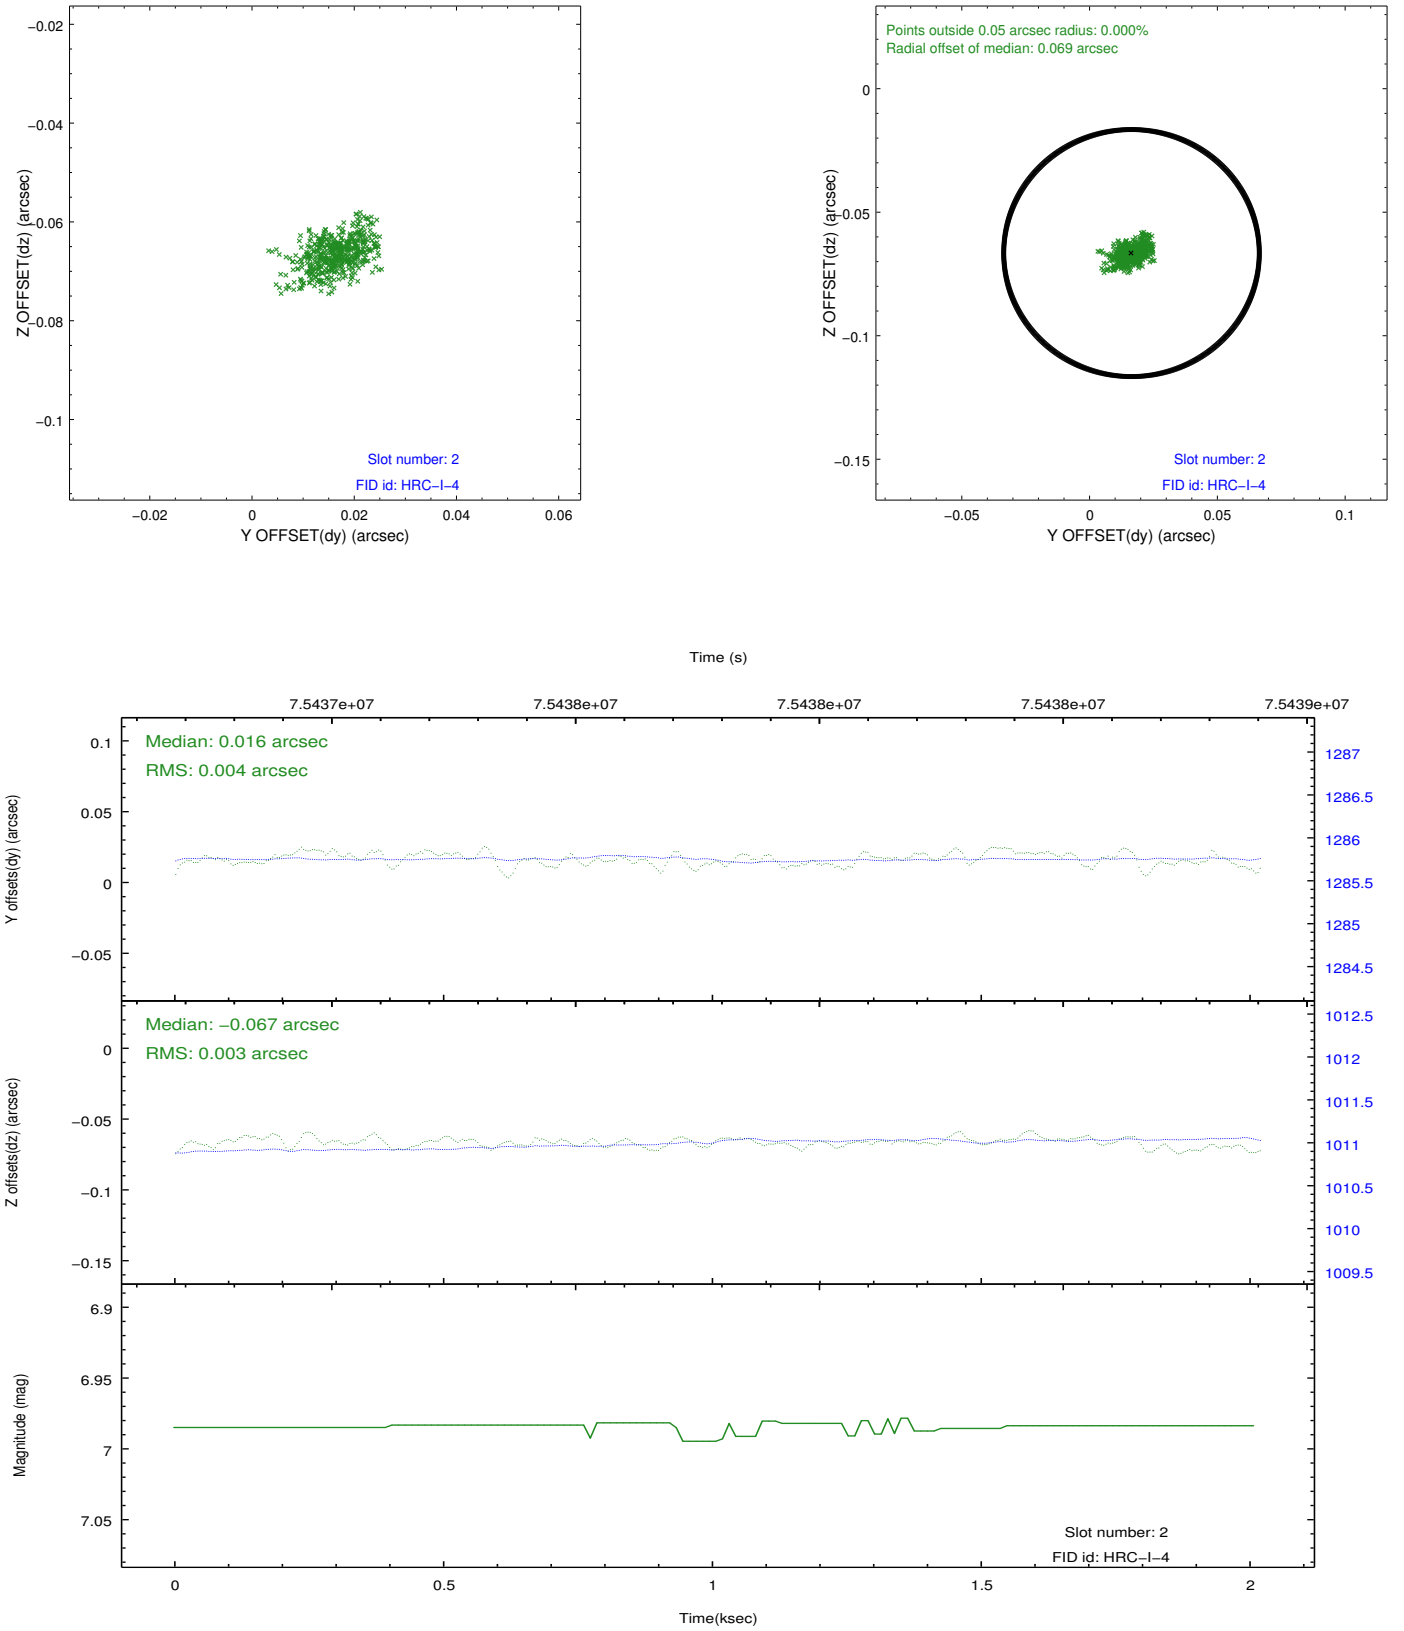 −0.02
−0.04
−0.06
−0.08
−0.1
Z OFFSET(dz) (arcsec)
Slot number: 2
FID id: HRC−I−4
−0.02 0 0.02 0.04 0.06
Y OFFSET(dy) (arcsec)
Points outside 0.05 arcsec radius: 0.000%
Radial offset of median: 0.069 arcsec
0
−0.05
−0.1
−0.15
Z OFFSET(dz) (arcsec)
Slot number: 2
FID id: HRC−I−4
−0.05 0 0.05 0.1
Y OFFSET(dy) (arcsec)
Time (s)
7.5437e+07 7.5438e+07 7.5438e+07 7.5438e+07 7.5439e+07
Median: 0.016 arcsec
RMS: 0.004 arcsec
0.1
0.05
0
−0.05
Y offsets(dy) (arcsec)
1287
1286.5
1286
1285.5
1285
1284.5
Median: −0.067 arcsec
RMS: 0.003 arcsec
0
−0.05
−0.1
−0.15
Z offsets(dz) (arcsec)
1012.5
1012
1011.5
1011
1010.5
1010
1009.5
6.9
6.95
7
7.05
Magnitude (mag)
Slot number: 2
FID id: HRC−I−4
0 0.5 1 1.5 2
Time(ksec)